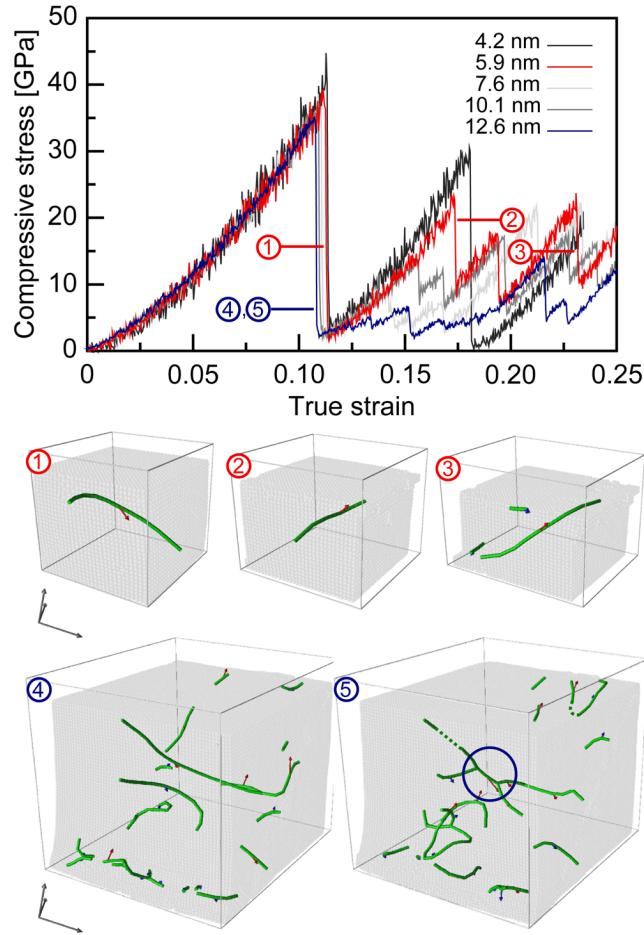 50
40
30
20
10
0
Compressive stress [GPa]
4.2 nm
5.9 nm
7.6 nm
10.1 nm
12.6 nm
1
2
3
4,5
0 0.05 0.10 0.15 0.20 0.25
True strain
1
2
3
4
5